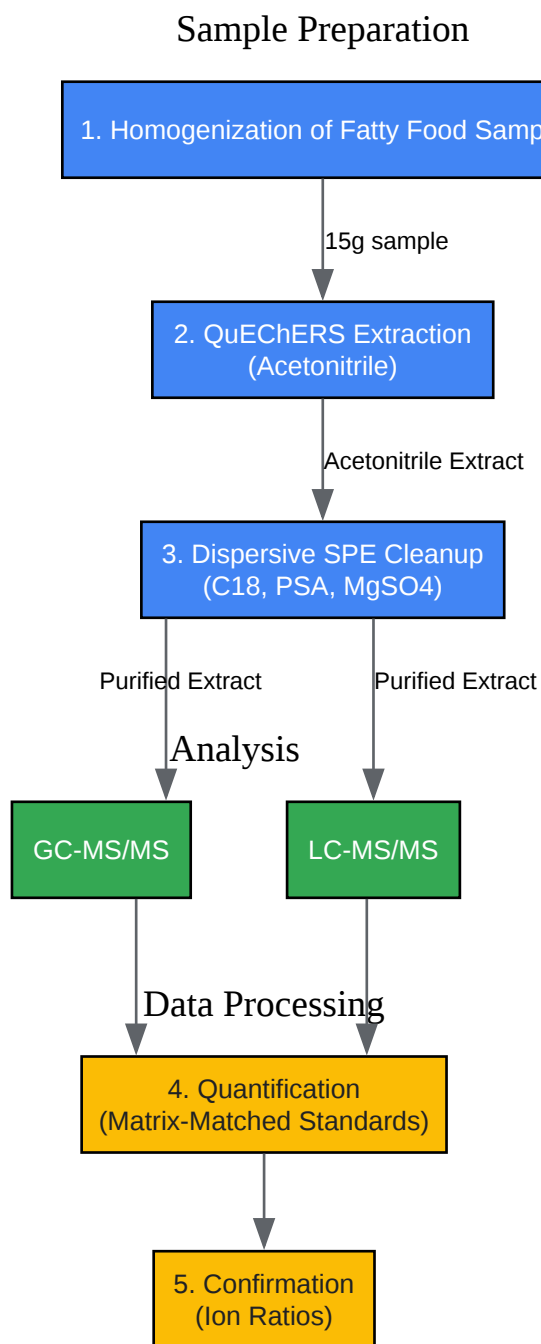 Sample Preparation
1. Homogenization of Fatty Food Samp
15g sample
2. QuEChERS Extraction
(Acetonitrile)
Acetonitrile Extract
3. Dispersive SPE Cleanup
(C18, PSA, MgSO4)
Purified Extract
Purified Extract
Analysis
GC-MS/MS
LC-MS/MS
Data Processing
4. Quantification
(Matrix-Matched Standards)
5. Confirmation
(Ion Ratios)